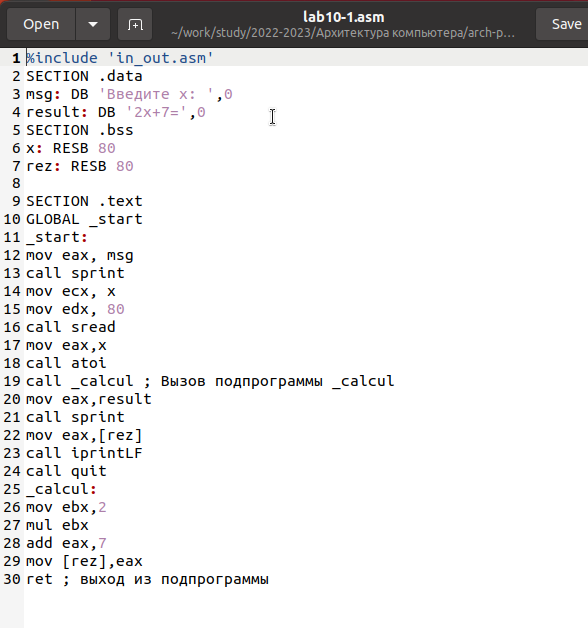 Open
lab10-1.asm
~/work/study/2022-2023/Архитектура компьютера/arch-p…
Save
1 %include 'in_out.asm'
2 SECTION .data
3 msg: DB 'Введите x: ',0
4 result: DB '2x+7=',0
5 SECTION .bss
6 x: RESB 80
7 rez: RESB 80
8
9 SECTION .text
10 GLOBAL _start
11 _start:
12 mov eax, msg
13 call sprint
14 mov ecx, x
15 mov edx, 80
16 call sread
17 mov eax,x
18 call atoi
19 call _calcul ; Вызов подпрограммы _calcul
20 mov eax,result
21 call sprint
22 mov eax,[rez]
23 call iprintLF
24 call quit
25 _calcul:
26 mov ebx,2
27 mul ebx
28 add eax,7
29 mov [rez],eax
30 ret ; выход из подпрограммы